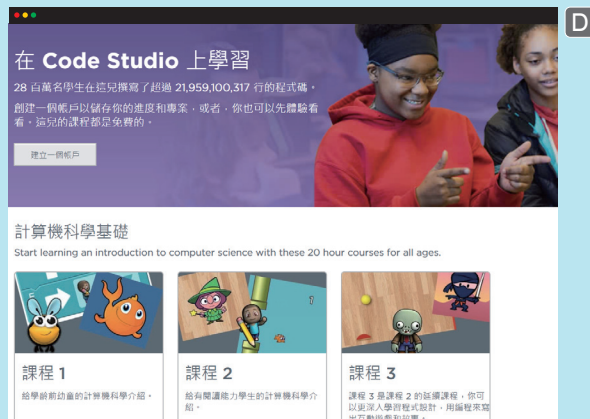 D
在 Code Studio 上學習
28 百萬名學生在這兒撰寫了超過 21,959,100,317 行的程式碼。
創建一個帳戶以儲存你的進度和專案，或者，你也可以先體驗看
看。這兒的課程都是免費的。
建立一個帳戶
計算機科學基礎
Start learning an introduction to computer science with these 20 hour courses for all ages.
課程 1
給學齡前幼童的計算機科學介紹。
課程 2
給有閱讀能力學生的計算機科學介
紹。
課程 3
課程 3 是課程 2 的延續課程，你可
以更深入學習程式設計，用編程來寫